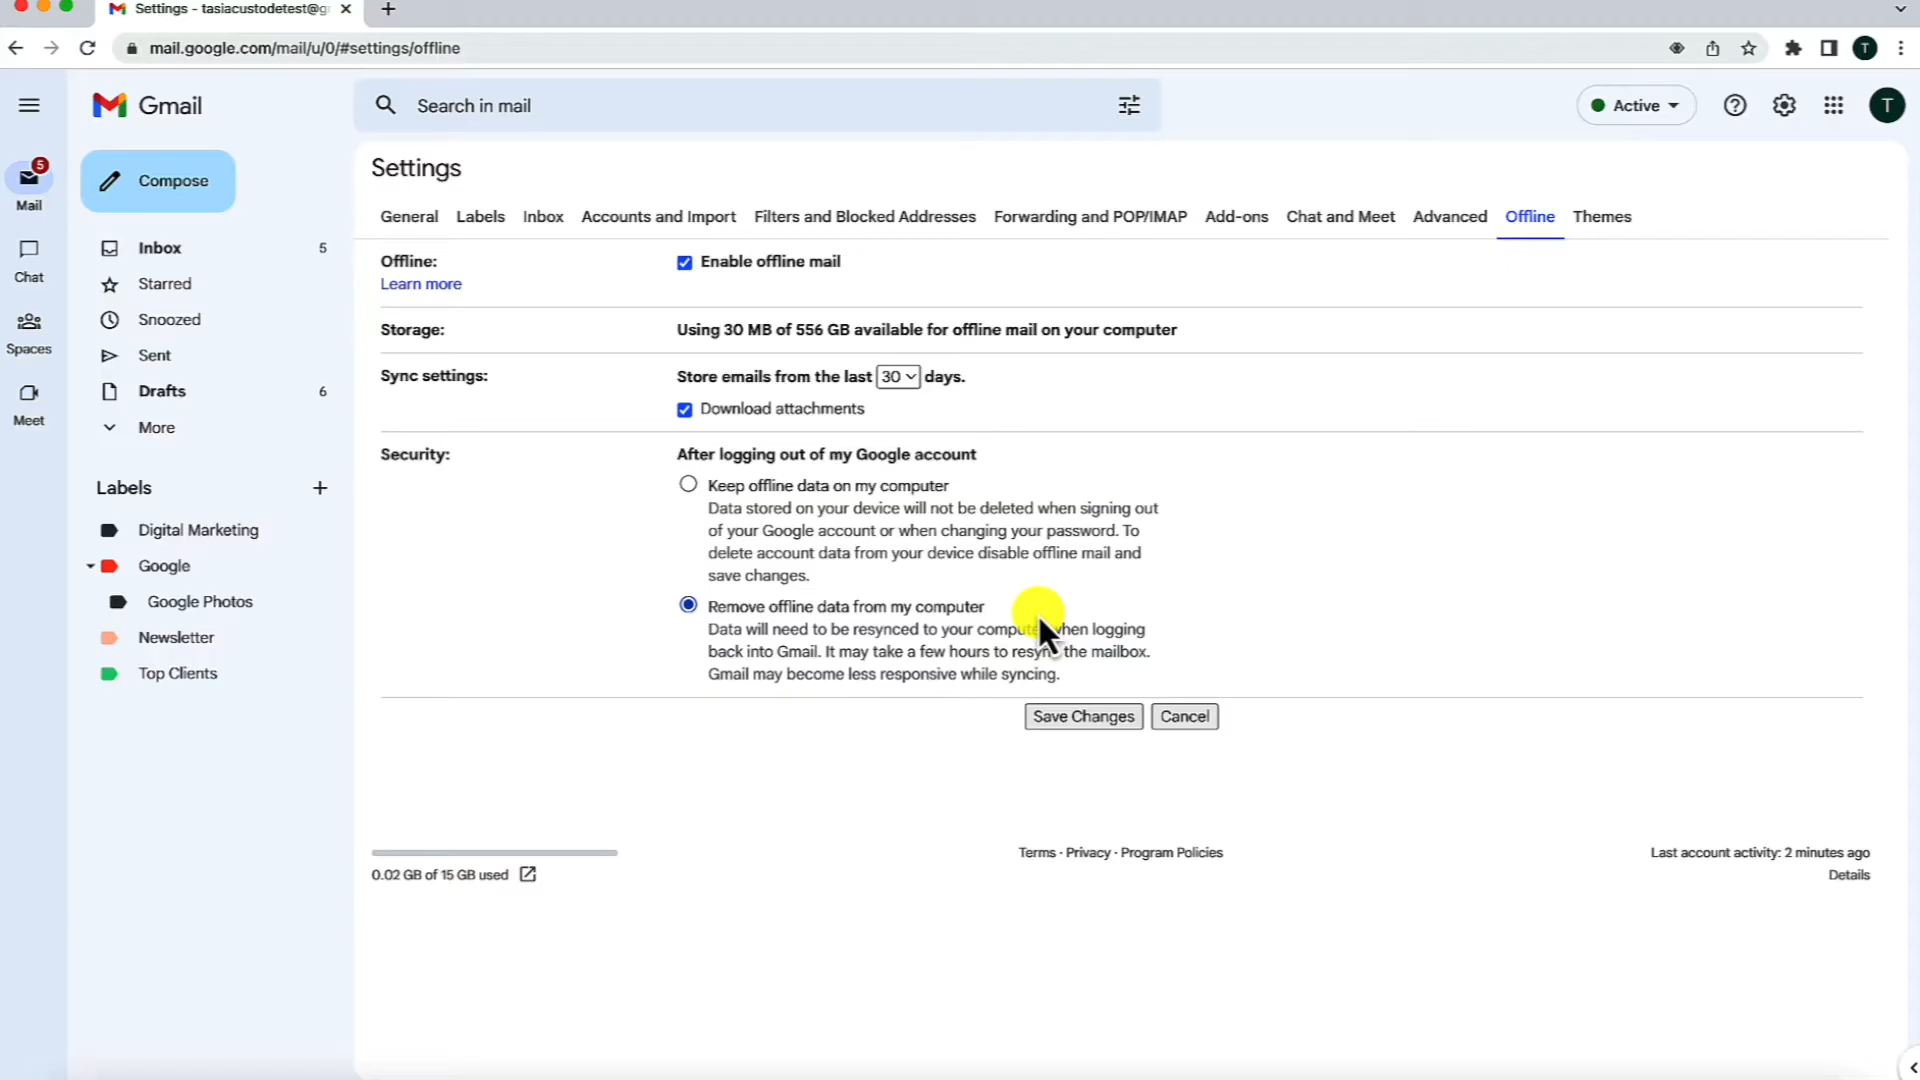 Settings - tasiacustodetest@g
mail.google.com/mail/u/0/#settings/offline
T
Gmail
Search in mail
Active
T
5
Mail
Chat
Spaces
Meet
Compose
Inbox 5
Starred
Snoozed
Sent
Drafts 6
More
Labels
Digital Marketing
Google
Google Photos
Newsletter
Top Clients
Settings
General Labels Inbox Accounts and Import Filters and Blocked Addresses Forwarding and POP/IMAP Add-ons Chat and Meet Advanced Offline Themes
Offline: Enable offline mail
Learn more
Storage: Using 30 MB of 556 GB available for offline mail on your computer
Sync settings: Store emails from the last 30 days.
Download attachments
Security: After logging out of my Google account
Keep offline data on my computer
Data stored on your device will not be deleted when signing out
of your Google account or when changing your password. To
delete account data from your device disable offline mail and
save changes.
Remove offline data from my computer
Data will need to be resynced to your computer when logging
back into Gmail. It may take a few hours to resync the mailbox.
Gmail may become less responsive while syncing.
Save Changes Cancel
Terms · Privacy · Program Policies
Last account activity: 2 minutes ago
0.02 GB of 15 GB used
Details